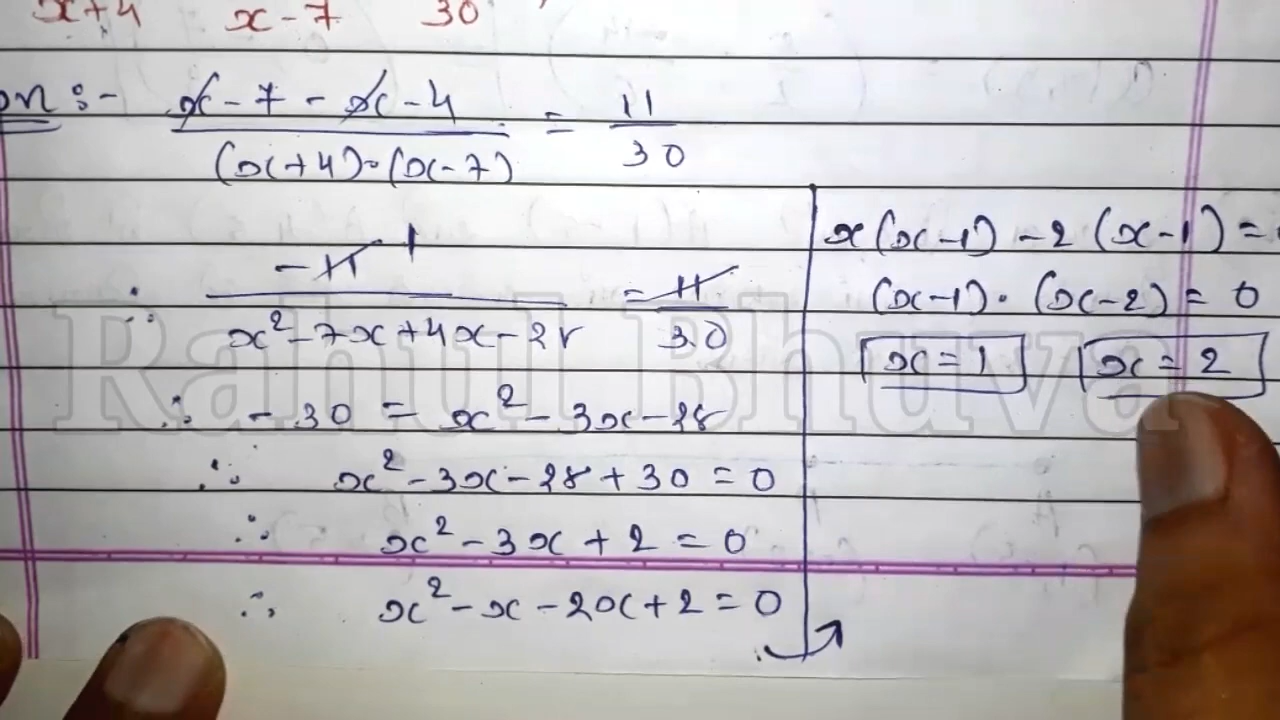 x+4 x-7 30
on :- x-7-x-4 / (x+4)·(x-7) = 11/30
∴ -11 1 / x²-7x+4x-28 = 11/30
∴ -30 = x²-3x-28
∴ x²-3x-28+30=0
∴ x²-3x+2=0
∴ x²-x-2x+2=0
x(x-1)-2(x-1)=
(x-1)·(x-2)=0
x=1 x=2
Rahul Bhuva